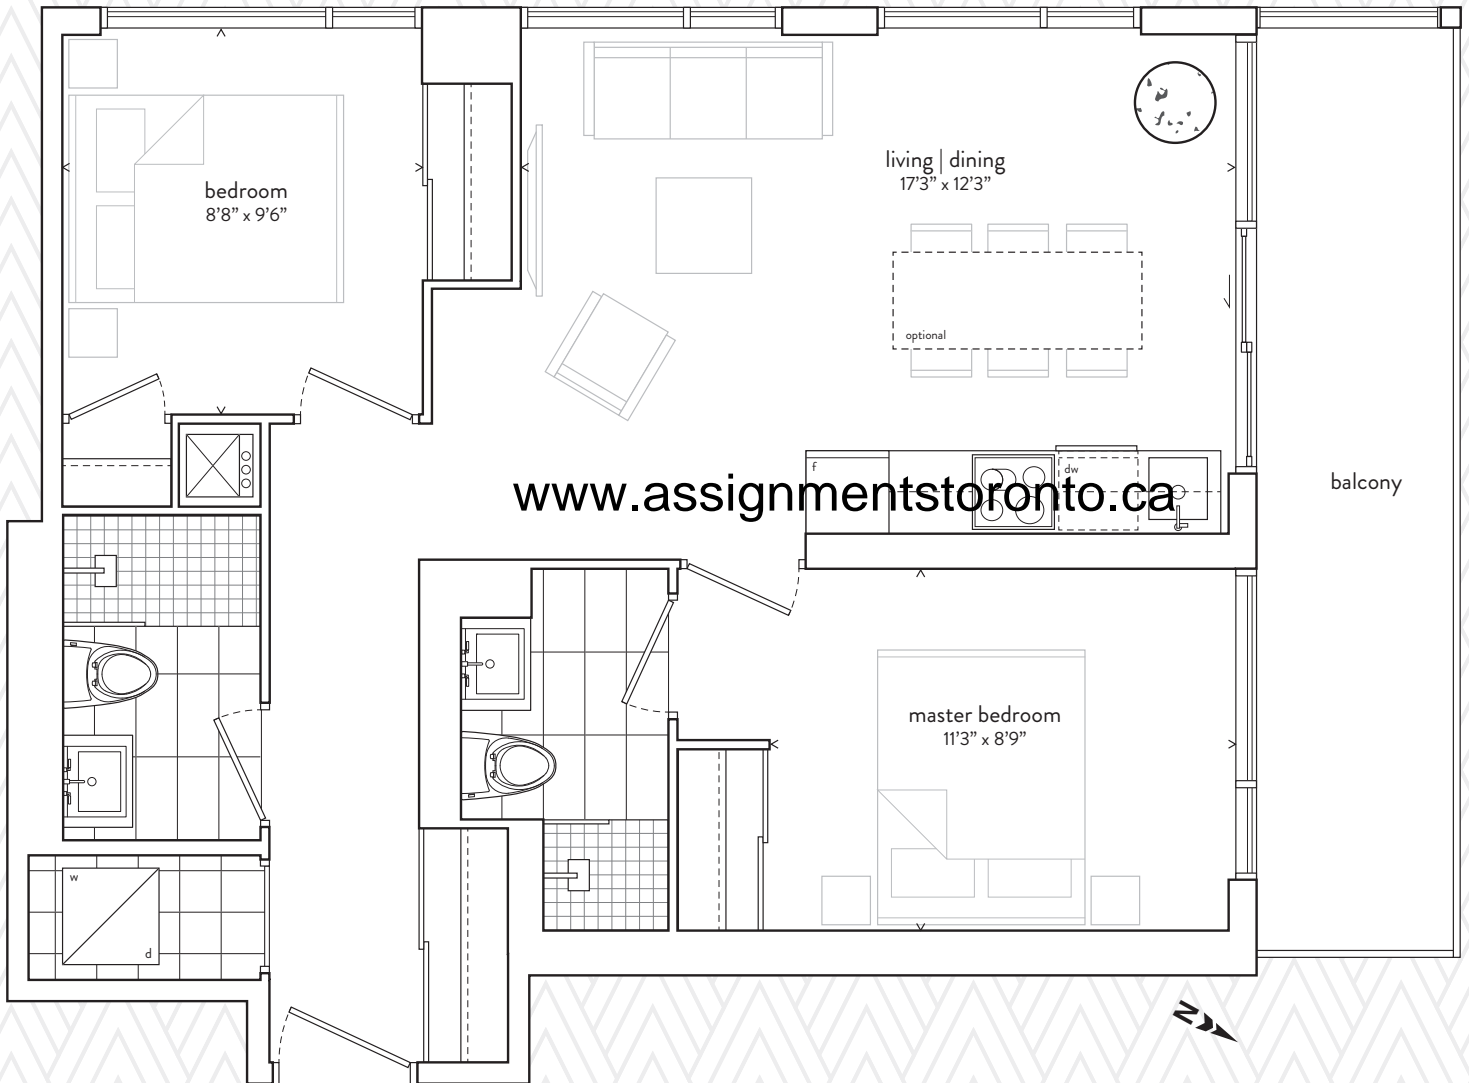 bedroom
8'8” x 9'6”
living | dining
17'3” x 12'3”
optional
f
dw
www.assignmentstoronto.ca
balcony
master bedroom
11'3” x 8'9”
w
d
N